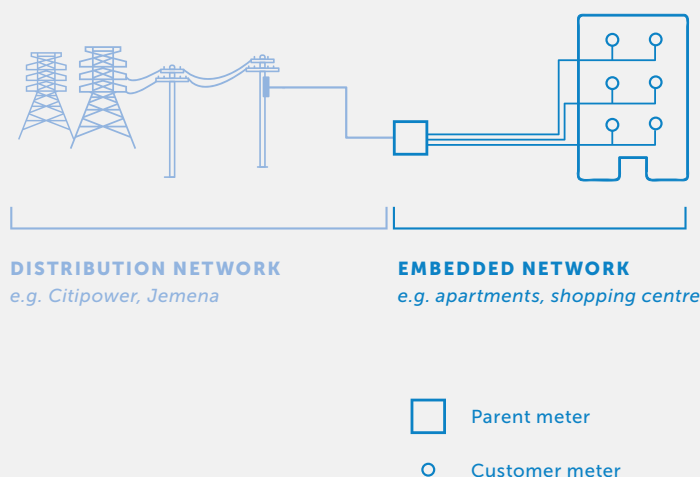 DISTRIBUTION NETWORK
e.g. Citipower, Jemena
EMBEDDED NETWORK
e.g. apartments, shopping centre
Parent meter
Customer meter